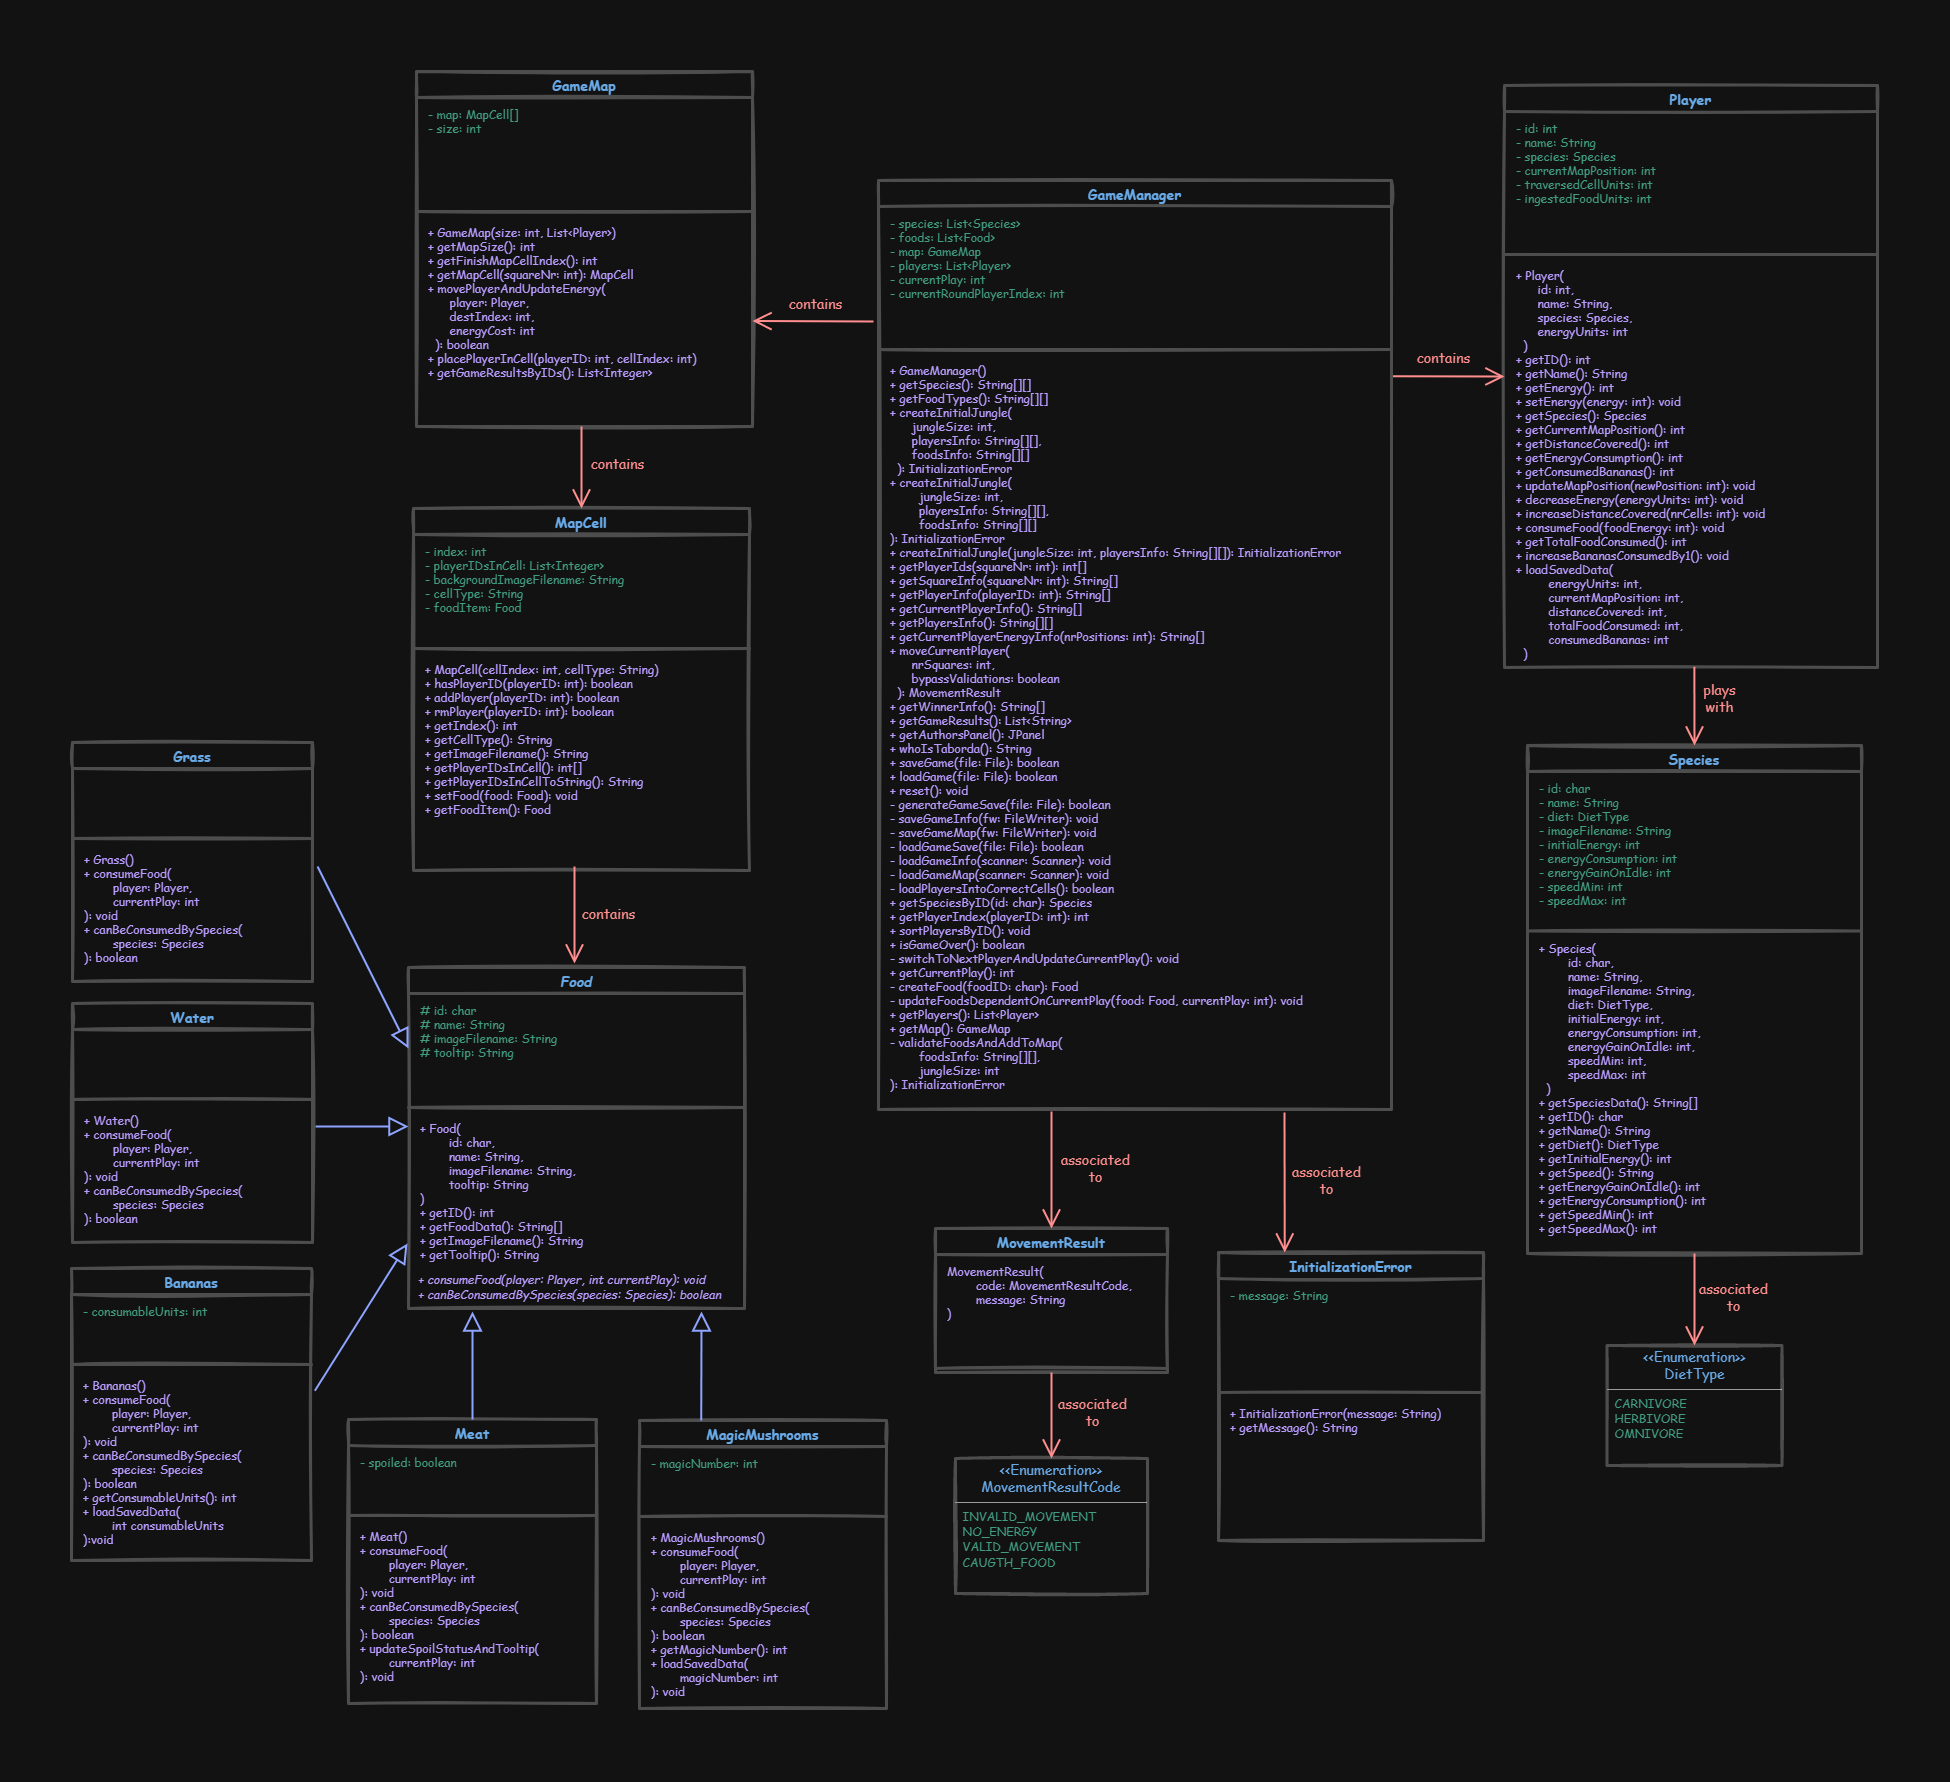 GameMap
- map: MapCell[]
- size: int
+ GameMap(size: int, List<Player>)
+ getMapSize(): int
+ getFinishMapCellIndex(): int
+ getMapCell(squareNr: int): MapCell
+ movePlayerAndUpdateEnergy(
player: Player,
destIndex: int,
energyCost: int
): boolean
+ placePlayerInCell(playerID: int, cellIndex: int)
+ getGameResultsByIDs(): List<Integer>
contains
contains
MapCell
- index: int
- playerIDsInCell: List<Integer>
- backgroundImageFilename: String
- cellType: String
- foodItem: Food
+ MapCell(cellIndex: int, cellType: String)
+ hasPlayerID(playerID: int): boolean
+ addPlayer(playerID: int): boolean
+ rmPlayer(playerID: int): boolean
+ getIndex(): int
+ getCellType(): String
+ getImageFilename(): String
+ getPlayerIDsInCell(): int[]
+ getPlayerIDsInCellToString(): String
+ setFood(food: Food): void
+ getFoodItem(): Food
contains
Grass
+ Grass()
+ consumeFood(
player: Player,
currentPlay: int
): void
+ canBeConsumedBySpecies(
species: Species
): boolean
Water
+ Water()
+ consumeFood(
player: Player,
currentPlay: int
): void
+ canBeConsumedBySpecies(
species: Species
): boolean
Bananas
- consumableUnits: int
+ Bananas()
+ consumeFood(
player: Player,
currentPlay: int
): void
+ canBeConsumedBySpecies(
species: Species
): boolean
+ getConsumableUnits(): int
+ loadSavedData(
int consumableUnits
):void
Food
# id: char
# name: String
# imageFilename: String
# tooltip: String
+ Food(
id: char,
name: String,
imageFilename: String,
tooltip: String
)
+ getID(): int
+ getFoodData(): String[]
+ getImageFilename(): String
+ getTooltip(): String
+ consumeFood(player: Player, int currentPlay): void
+ canBeConsumedBySpecies(species: Species): boolean
Meat
- spoiled: boolean
+ Meat()
+ consumeFood(
player: Player,
currentPlay: int
): void
+ canBeConsumedBySpecies(
species: Species
): boolean
+ updateSpoilStatusAndTooltip(
currentPlay: int
): void
MagicMushrooms
- magicNumber: int
+ MagicMushrooms()
+ consumeFood(
player: Player,
currentPlay: int
): void
+ canBeConsumedBySpecies(
species: Species
): boolean
+ getMagicNumber(): int
+ loadSavedData(
magicNumber: int
): void
GameManager
- species: List<Species>
- foods: List<Food>
- map: GameMap
- players: List<Player>
- currentPlay: int
- currentRoundPlayerIndex: int
+ GameManager()
+ getSpecies(): String[][]
+ getFoodTypes(): String[][]
+ createInitialJungle(
jungleSize: int,
playersInfo: String[][],
foodsInfo: String[][]
): InitializationError
+ createInitialJungle(
jungleSize: int,
playersInfo: String[][],
foodsInfo: String[][]
): InitializationError
+ createInitialJungle(jungleSize: int, playersInfo: String[][]): InitializationError
+ getPlayerIds(squareNr: int): int[]
+ getSquareInfo(squareNr: int): String[]
+ getPlayerInfo(playerID: int): String[]
+ getCurrentPlayerInfo(): String[]
+ getPlayersInfo(): String[][]
+ getCurrentPlayerEnergyInfo(nrPositions: int): String[]
+ moveCurrentPlayer(
nrSquares: int,
bypassValidations: boolean
): MovementResult
+ getWinnerInfo(): String[]
+ getGameResults(): List<String>
+ getAuthorsPanel(): JPanel
+ whoIsTaborda(): String
+ saveGame(file: File): boolean
+ loadGame(file: File): boolean
+ reset(): void
- generateGameSave(file: File): boolean
- saveGameInfo(fw: FileWriter): void
- saveGameMap(fw: FileWriter): void
- loadGameSave(file: File): boolean
- loadGameInfo(scanner: Scanner): void
- loadGameMap(scanner: Scanner): void
- loadPlayersIntoCorrectCells(): boolean
+ getSpeciesByID(id: char): Species
+ getPlayerIndex(playerID: int): int
+ sortPlayersByID(): void
+ isGameOver(): boolean
- switchToNextPlayerAndUpdateCurrentPlay(): void
+ getCurrentPlay(): int
- createFood(foodID: char): Food
- updateFoodsDependentOnCurrentPlay(food: Food, currentPlay: int): void
+ getPlayers(): List<Player>
+ getMap(): GameMap
- validateFoodsAndAddToMap(
foodsInfo: String[][],
jungleSize: int
): InitializationError
contains
associated
to
associated
to
MovementResult
MovementResult(
code: MovementResultCode,
message: String
)
associated
to
<<Enumeration>>
MovementResultCode
INVALID_MOVEMENT
NO_ENERGY
VALID_MOVEMENT
CAUGTH_FOOD
InitializationError
- message: String
+ InitializationError(message: String)
+ getMessage(): String
Player
- id: int
- name: String
- species: Species
- currentMapPosition: int
- traversedCellUnits: int
- ingestedFoodUnits: int
+ Player(
id: int,
name: String,
species: Species,
energyUnits: int
)
+ getID(): int
+ getName(): String
+ getEnergy(): int
+ setEnergy(energy: int): void
+ getSpecies(): Species
+ getCurrentMapPosition(): int
+ getDistanceCovered(): int
+ getEnergyConsumption(): int
+ getConsumedBananas(): int
+ updateMapPosition(newPosition: int): void
+ decreaseEnergy(energyUnits: int): void
+ increaseDistanceCovered(nrCells: int): void
+ consumeFood(foodEnergy: int): void
+ getTotalFoodConsumed(): int
+ increaseBananasConsumedBy1(): void
+ loadSavedData(
energyUnits: int,
currentMapPosition: int,
distanceCovered: int,
totalFoodConsumed: int,
consumedBananas: int
)
plays
with
Species
- id: char
- name: String
- diet: DietType
- imageFilename: String
- initialEnergy: int
- energyConsumption: int
- energyGainOnIdle: int
- speedMin: int
- speedMax: int
+ Species(
id: char,
name: String,
imageFilename: String,
diet: DietType,
initialEnergy: int,
energyConsumption: int,
energyGainOnIdle: int,
speedMin: int,
speedMax: int
)
+ getSpeciesData(): String[]
+ getID(): char
+ getName(): String
+ getDiet(): DietType
+ getInitialEnergy(): int
+ getSpeed(): String
+ getEnergyGainOnIdle(): int
+ getEnergyConsumption(): int
+ getSpeedMin(): int
+ getSpeedMax(): int
associated
to
<<Enumeration>>
DietType
CARNIVORE
HERBIVORE
OMNIVORE